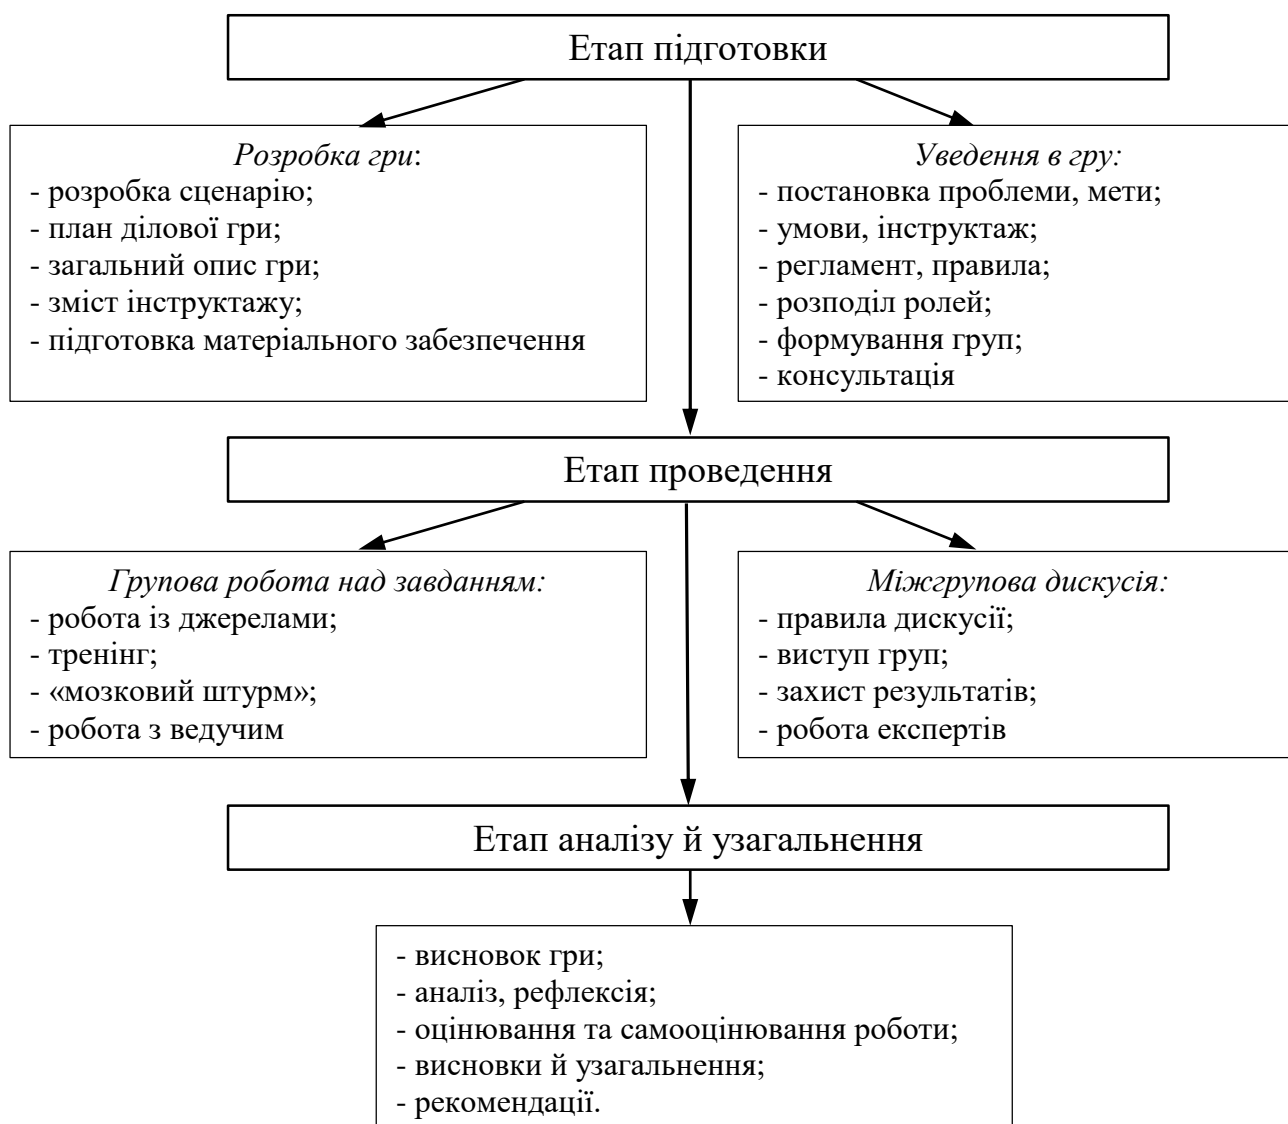 Етап підготовки
Розробка гри:
- розробка сценарію;
- план ділової гри;
- загальний опис гри;
- зміст інструктажу;
- підготовка матеріального забезпечення
Уведення в гру:
- постановка проблеми, мети;
- умови, інструктаж;
- регламент, правила;
- розподіл ролей;
- формування груп;
- консультація
Етап проведення
Групова робота над завданням:
- робота із джерелами;
- тренінг;
- «мозковий штурм»;
- робота з ведучим
Міжгрупова дискусія:
- правила дискусії;
- виступ груп;
- захист результатів;
- робота експертів
Етап аналізу й узагальнення
- висновок гри;
- аналіз, рефлексія;
- оцінювання та самооцінювання роботи;
- висновки й узагальнення;
- рекомендації.